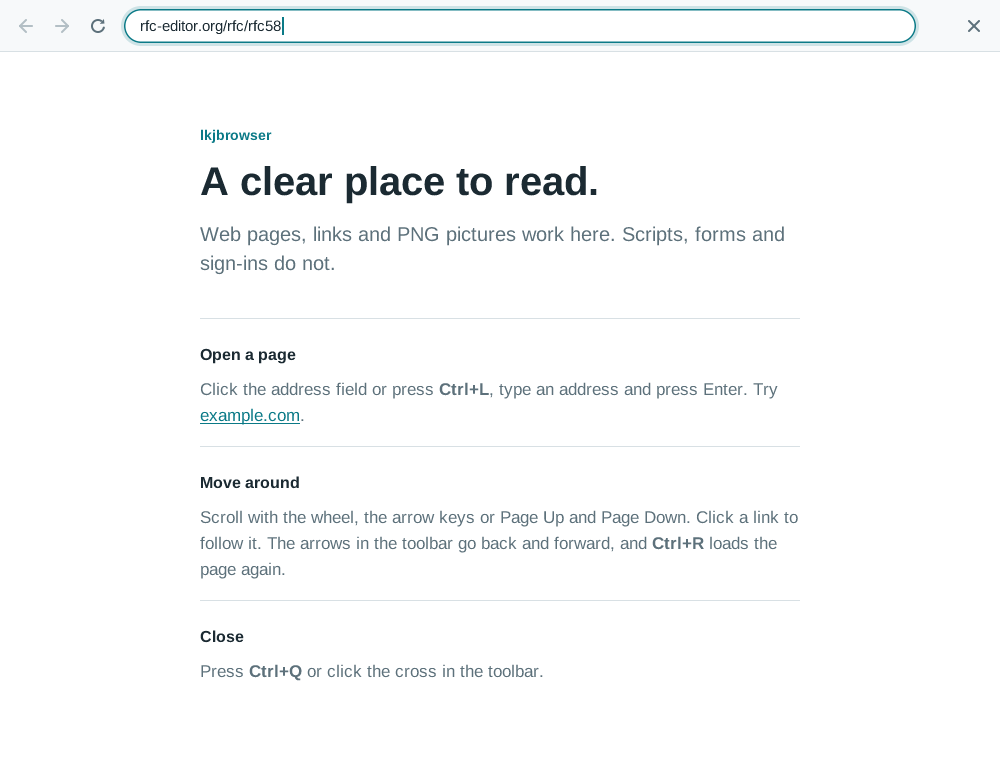 rfc-editor.org/rfc/rfc58
lkjbrowser
A clear place to read.
Web pages, links and PNG pictures work here. Scripts, forms and
sign-ins do not.
Open a page
Click the address field or press Ctrl+L, type an address and press Enter. Try
example.com.
Move around
Scroll with the wheel, the arrow keys or Page Up and Page Down. Click a link to
follow it. The arrows in the toolbar go back and forward, and Ctrl+R loads the
page again.
Close
Press Ctrl+Q or click the cross in the toolbar.